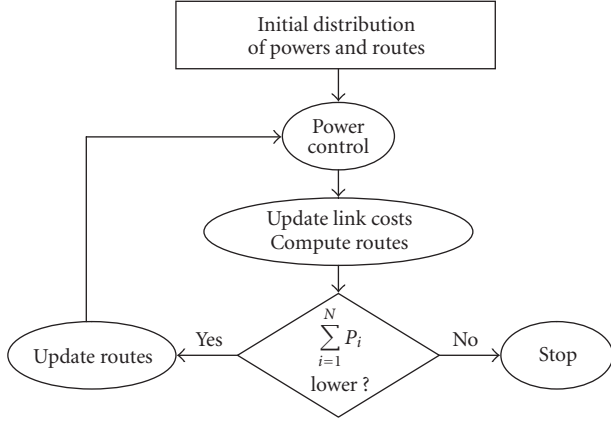 Initial distribution
of powers and routes
Power
control
Update link costs
Compute routes
N
∑ P_i
i=1
lower ?
Yes
No
Update routes
Stop